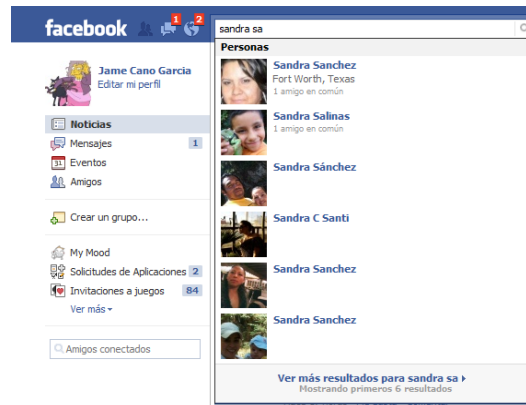 facebook
1
2
sandra sa
Personas
Sandra Sanchez
Fort Worth, Texas
1 amigo en común
Sandra Salinas
1 amigo en común
Sandra Sánchez
Sandra C Santi
Sandra Sanchez
Sandra Sanchez
Ver más resultados para sandra sa
Mostrando primeros 6 resultados
Jame Cano Garcia
Editar mi perfil
Noticias
Mensajes 1
31 Eventos
Amigos
Crear un grupo...
My Mood
Solicitudes de Aplicaciones 2
Invitaciones a juegos 84
Ver más
Amigos conectados